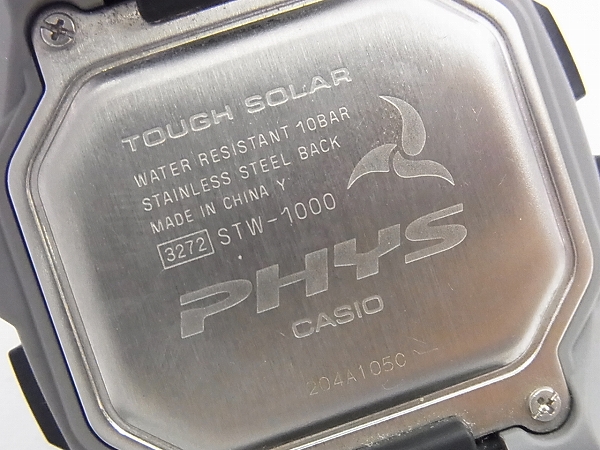 TOUGH SOLAR
WATER RESISTANT 10BAR
STAINLESS STEEL BACK
MADE IN CHINA Y
3272 STW-1000
PHYS
CASIO
204A105C